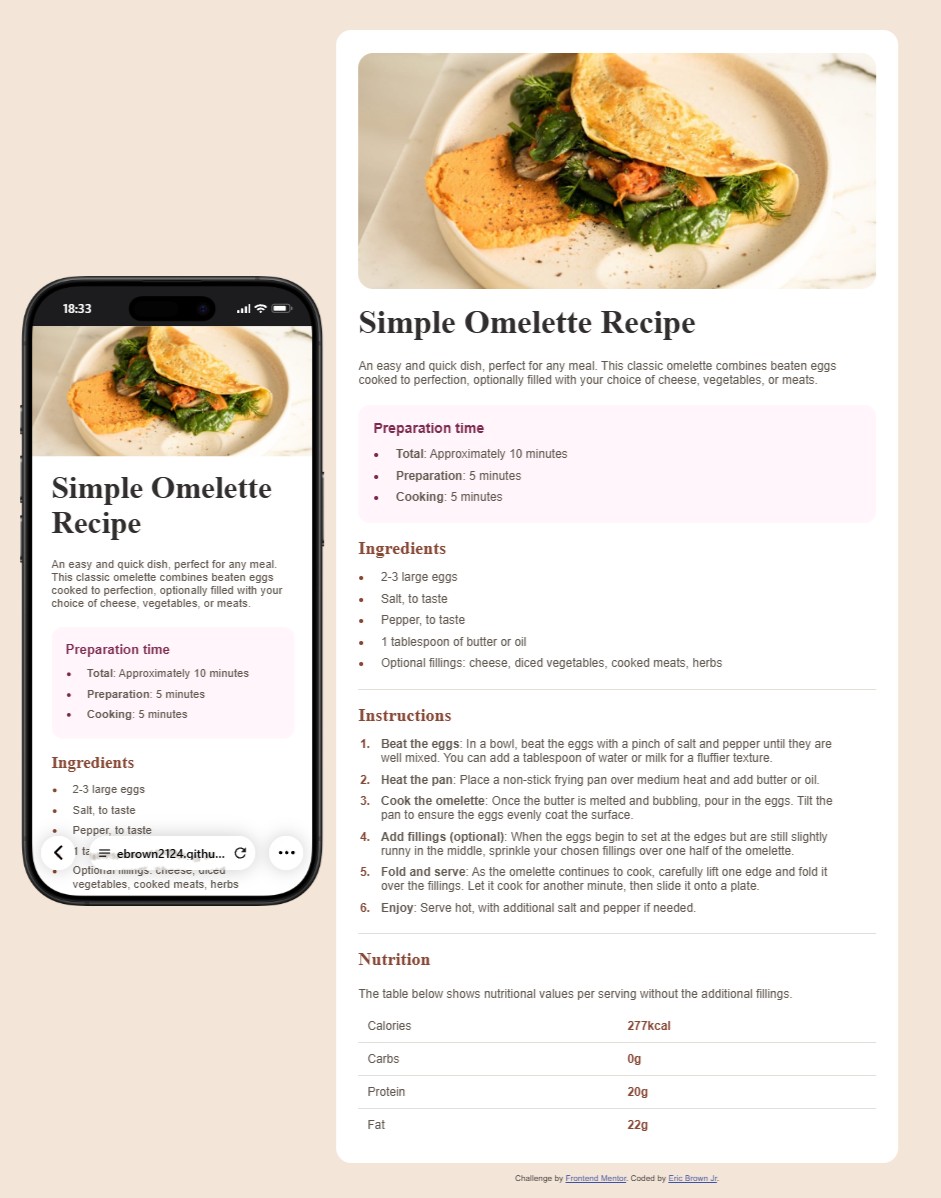 18:33
Simple Omelette
Recipe
An easy and quick dish, perfect for any meal.
This classic omelette combines beaten eggs
cooked to perfection, optionally filled with your
choice of cheese, vegetables, or meats.
Preparation time
• Total: Approximately 10 minutes
• Preparation: 5 minutes
• Cooking: 5 minutes
Ingredients
• 2-3 large eggs
• Salt, to taste
• Pepper, to taste
1 ta
ebrown2124.githu...
• Optional fillings: cheese, diced
vegetables, cooked meats, herbs
Simple Omelette Recipe
An easy and quick dish, perfect for any meal. This classic omelette combines beaten eggs
cooked to perfection, optionally filled with your choice of cheese, vegetables, or meats.
Preparation time
• Total: Approximately 10 minutes
• Preparation: 5 minutes
• Cooking: 5 minutes
Ingredients
• 2-3 large eggs
• Salt, to taste
• Pepper, to taste
• 1 tablespoon of butter or oil
• Optional fillings: cheese, diced vegetables, cooked meats, herbs
Instructions
1. Beat the eggs: In a bowl, beat the eggs with a pinch of salt and pepper until they are
well mixed. You can add a tablespoon of water or milk for a fluffier texture.
2. Heat the pan: Place a non-stick frying pan over medium heat and add butter or oil.
3. Cook the omelette: Once the butter is melted and bubbling, pour in the eggs. Tilt the
pan to ensure the eggs evenly coat the surface.
4. Add fillings (optional): When the eggs begin to set at the edges but are still slightly
runny in the middle, sprinkle your chosen fillings over one half of the omelette.
5. Fold and serve: As the omelette continues to cook, carefully lift one edge and fold it
over the fillings. Let it cook for another minute, then slide it onto a plate.
6. Enjoy: Serve hot, with additional salt and pepper if needed.
Nutrition
The table below shows nutritional values per serving without the additional fillings.
Calories 277kcal
Carbs 0g
Protein 20g
Fat 22g
Challenge by Frontend Mentor. Coded by Eric Brown Jr.